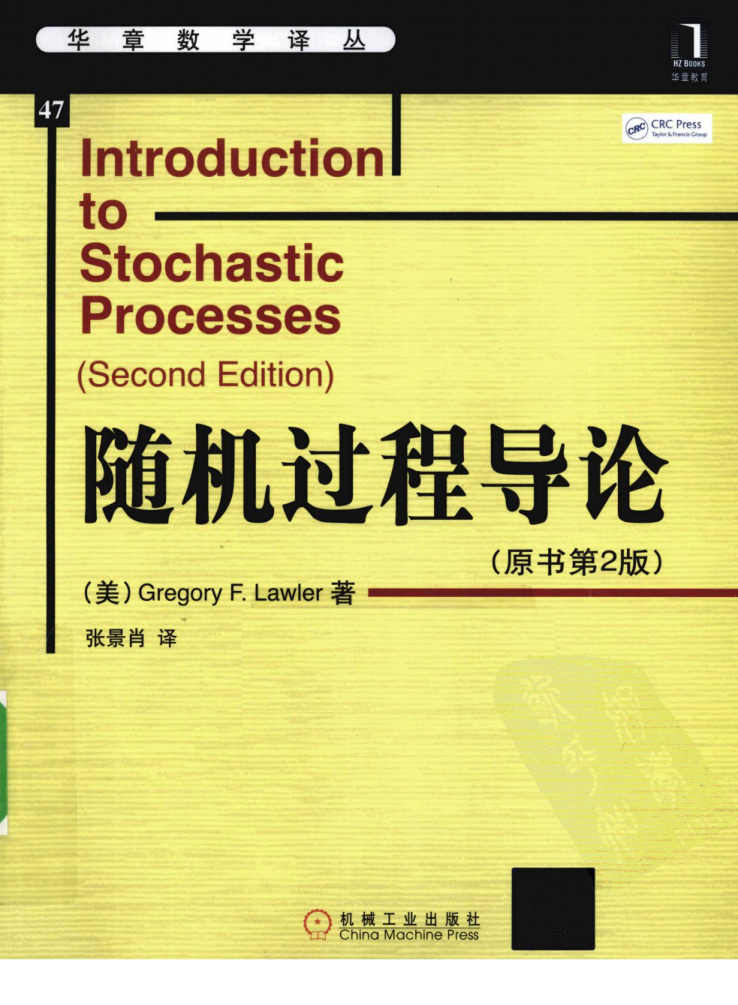 华章数学译丛
HZ BOOKS
华章教育
47
CRC
CRC Press
Taylor & Francis Group
Introduction
to
Stochastic
Processes
(Second Edition)
随机过程导论
(原书第2版)
(美) Gregory F. Lawler 著
张景肖 译
机械工业出版社
China Machine Press